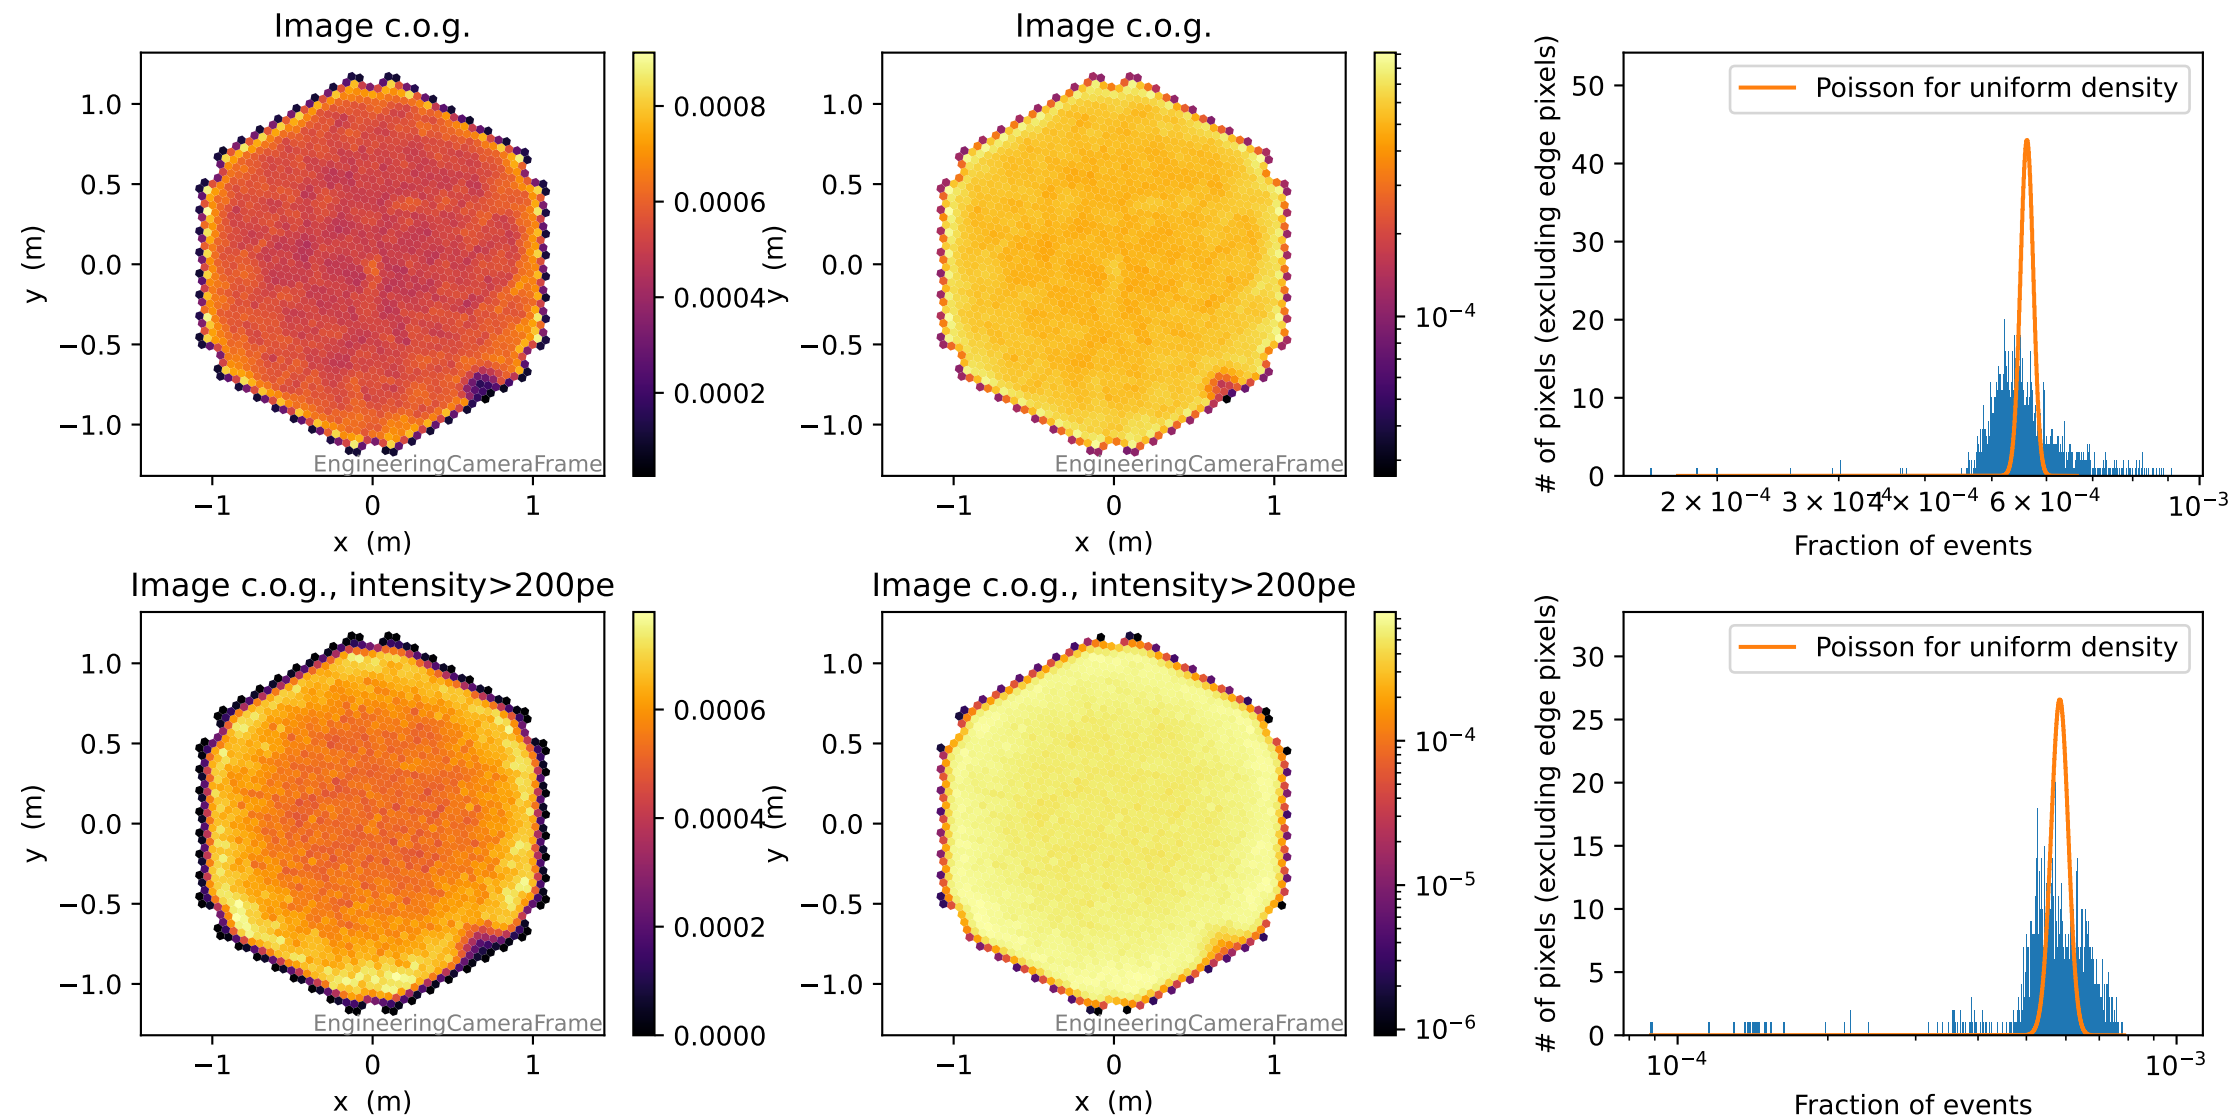 Image c.o.g.
y (m)
1.0
0.5
0.0
−0.5
−1.0
−1
0
1
x (m)
EngineeringCameraFrame
0.0008
0.0006
0.0004
0.0002
Image c.o.g.
y (m)
1.0
0.5
0.0
−0.5
−1.0
−1
0
1
x (m)
EngineeringCameraFrame
10⁻⁴
# of pixels (excluding edge pixels)
50
40
30
20
10
0
Poisson for uniform density
2 × 10⁻⁴
3 × 10⁻⁴
4 × 10⁻⁴
6 × 10⁻⁴
10⁻³
Fraction of events
Image c.o.g., intensity>200pe
y (m)
1.0
0.5
0.0
−0.5
−1.0
−1
0
1
x (m)
EngineeringCameraFrame
0.0006
0.0004
0.0002
0.0000
Image c.o.g., intensity>200pe
y (m)
1.0
0.5
0.0
−0.5
−1.0
−1
0
1
x (m)
EngineeringCameraFrame
10⁻⁴
10⁻⁵
10⁻⁶
# of pixels (excluding edge pixels)
30
25
20
15
10
5
0
Poisson for uniform density
10⁻⁴
10⁻³
Fraction of events